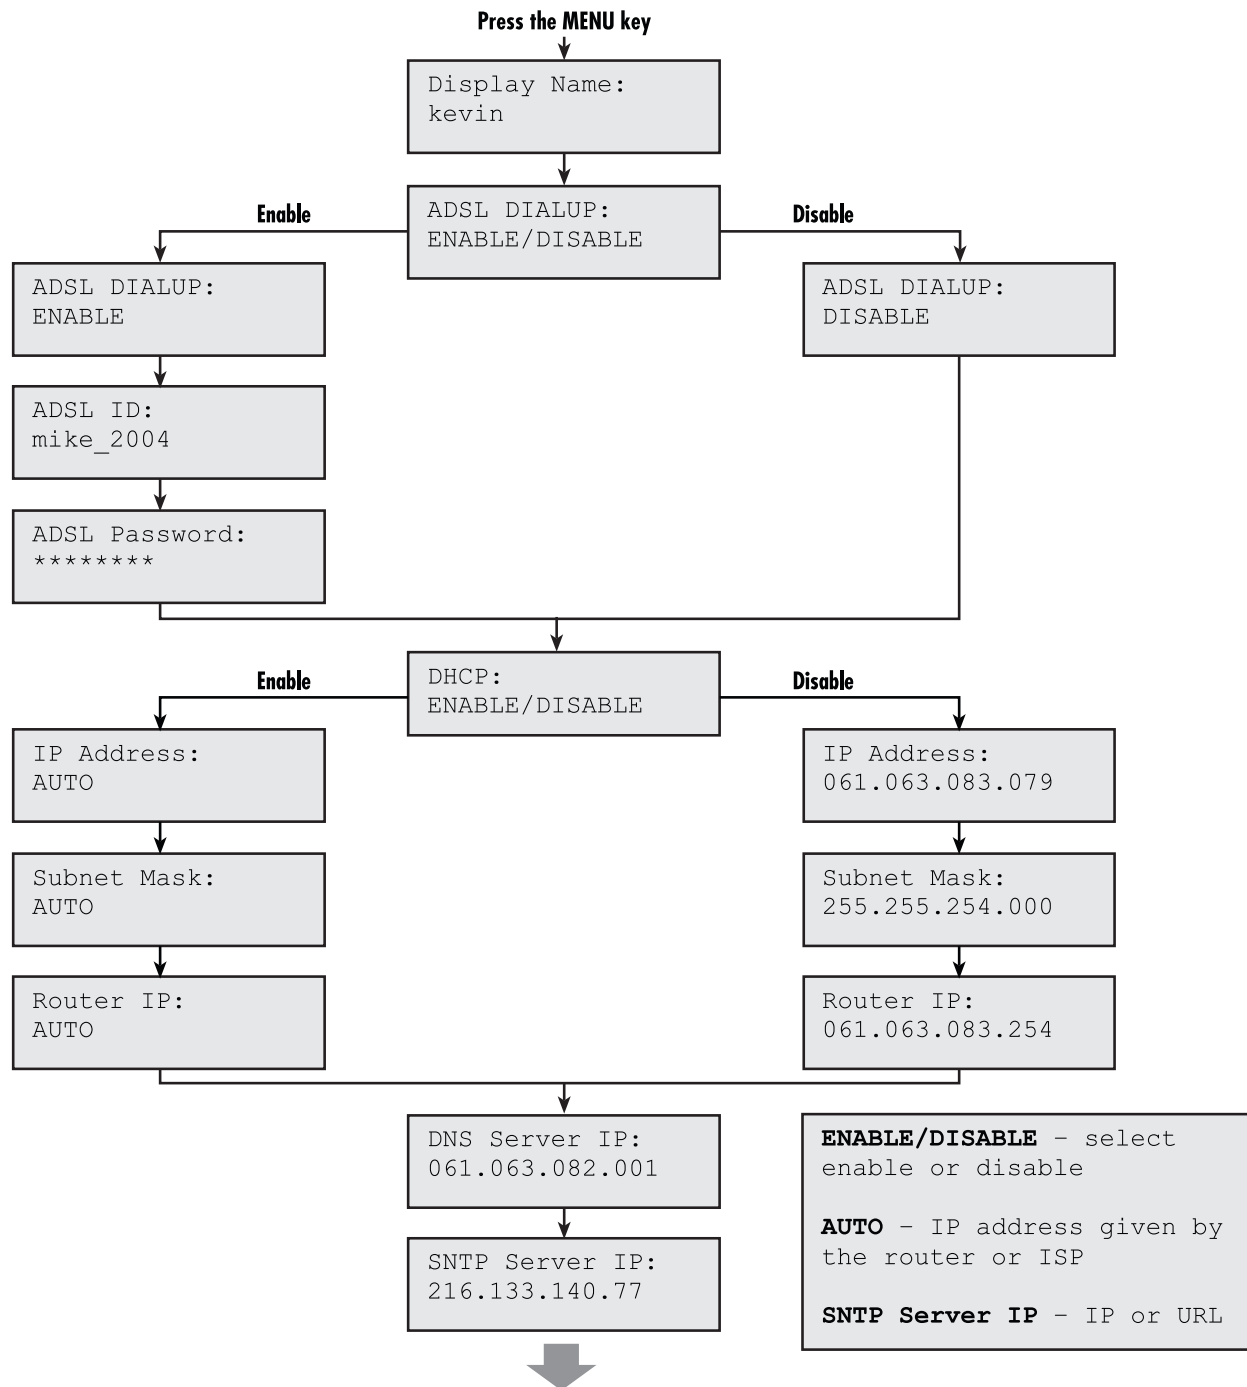 Press the MENU key
Display Name:
kevin
ADSL DIALUP:
ENABLE/DISABLE
Enable
Disable
ADSL DIALUP:
ENABLE
ADSL DIALUP:
DISABLE
ADSL ID:
mike_2004
ADSL Password:
********
DHCP:
ENABLE/DISABLE
Enable
Disable
IP Address:
AUTO
IP Address:
061.063.083.079
Subnet Mask:
AUTO
Subnet Mask:
255.255.254.000
Router IP:
AUTO
Router IP:
061.063.083.254
DNS Server IP:
061.063.082.001
SNTP Server IP:
216.133.140.77
ENABLE/DISABLE – select
enable or disable
AUTO – IP address given by
the router or ISP
SNTP Server IP – IP or URL